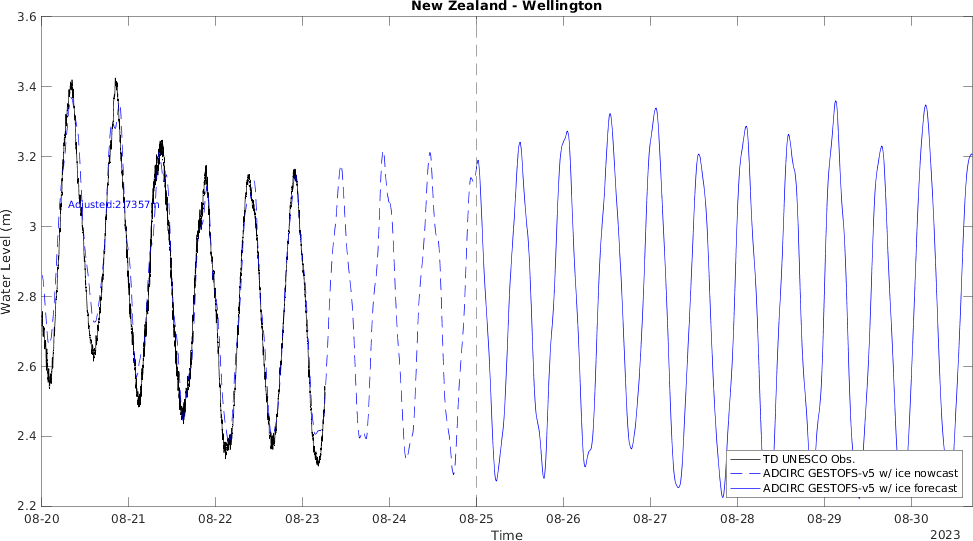 New Zealand - Wellington
3.6
3.4
3.2
3
2.8
2.6
2.4
2.2
Water Level (m)
Adjusted:2.7357m
TD UNESCO Obs.
ADCIRC GESTOFS-v5 w/ ice nowcast
ADCIRC GESTOFS-v5 w/ ice forecast
08-20 08-21 08-22 08-23 08-24 08-25 08-26 08-27 08-28 08-29 08-30
Time
2023